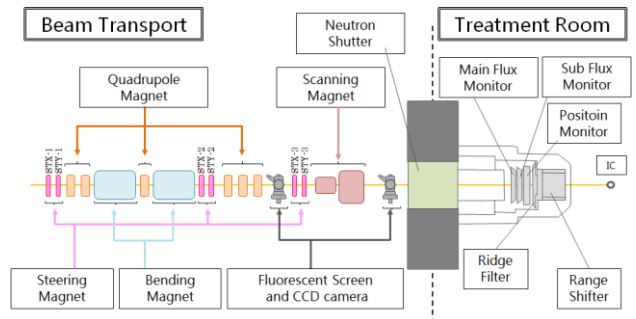 Beam Transport
Neutron
Shutter
Treatment Room
Quadrupole
Magnet
Scanning
Magnet
Main Flux
Monitor
Sub Flux
Monitor
Positoin
Monitor
STX-1
STY-1
STX-2
STY-2
STX-3
STY-3
IC
Steering
Magnet
Bending
Magnet
Fluorescent Screen
and CCD camera
Ridge
Filter
Range
Shifter